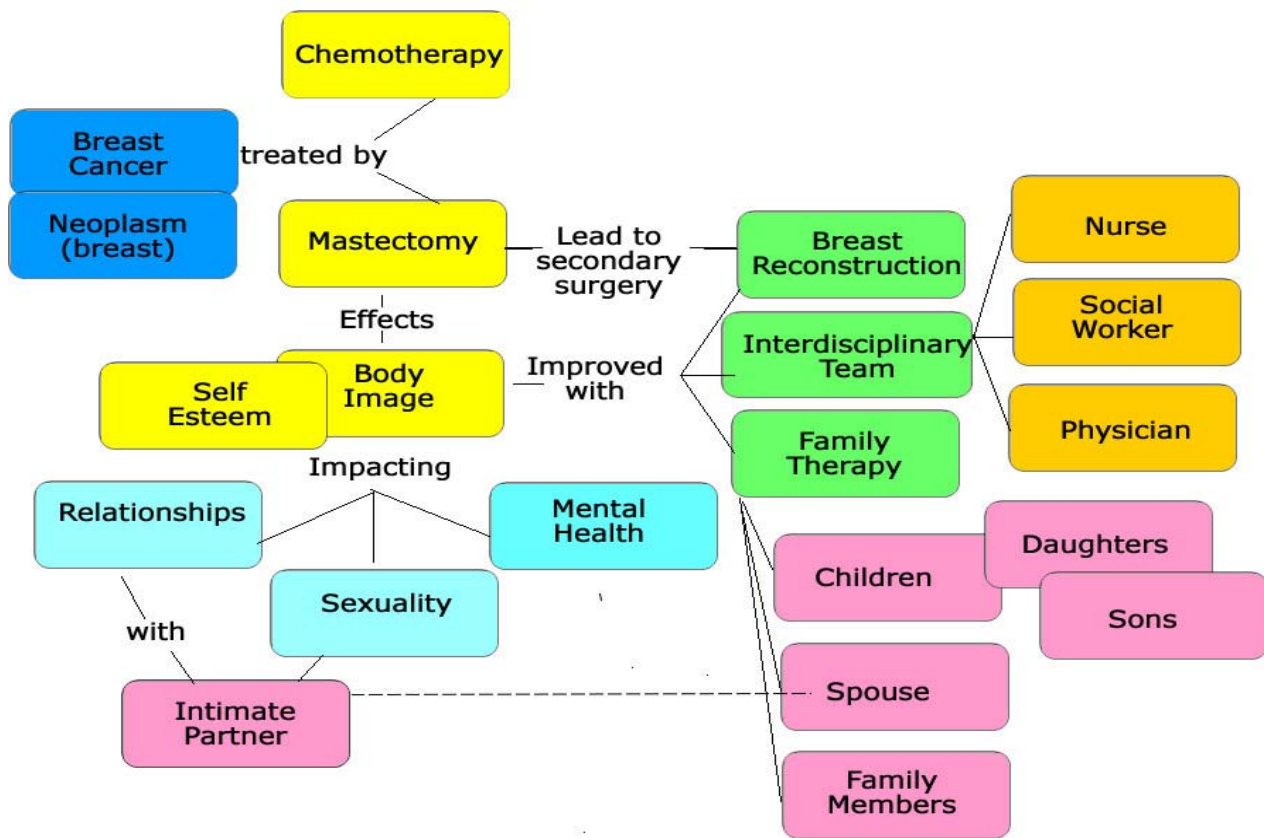 Chemotherapy
Breast
Cancer
treated by
Neoplasm
(breast)
Mastectomy
Lead to
secondary
surgery
Breast
Reconstruction
Nurse
Social
Worker
Physician
Interdisciplinary
Team
Effects
Body
Image
Self
Esteem
Improved
with
Family
Therapy
Impacting
Relationships
Mental
Health
Sexuality
with
Intimate
Partner
Children
Daughters
Sons
Spouse
Family
Members